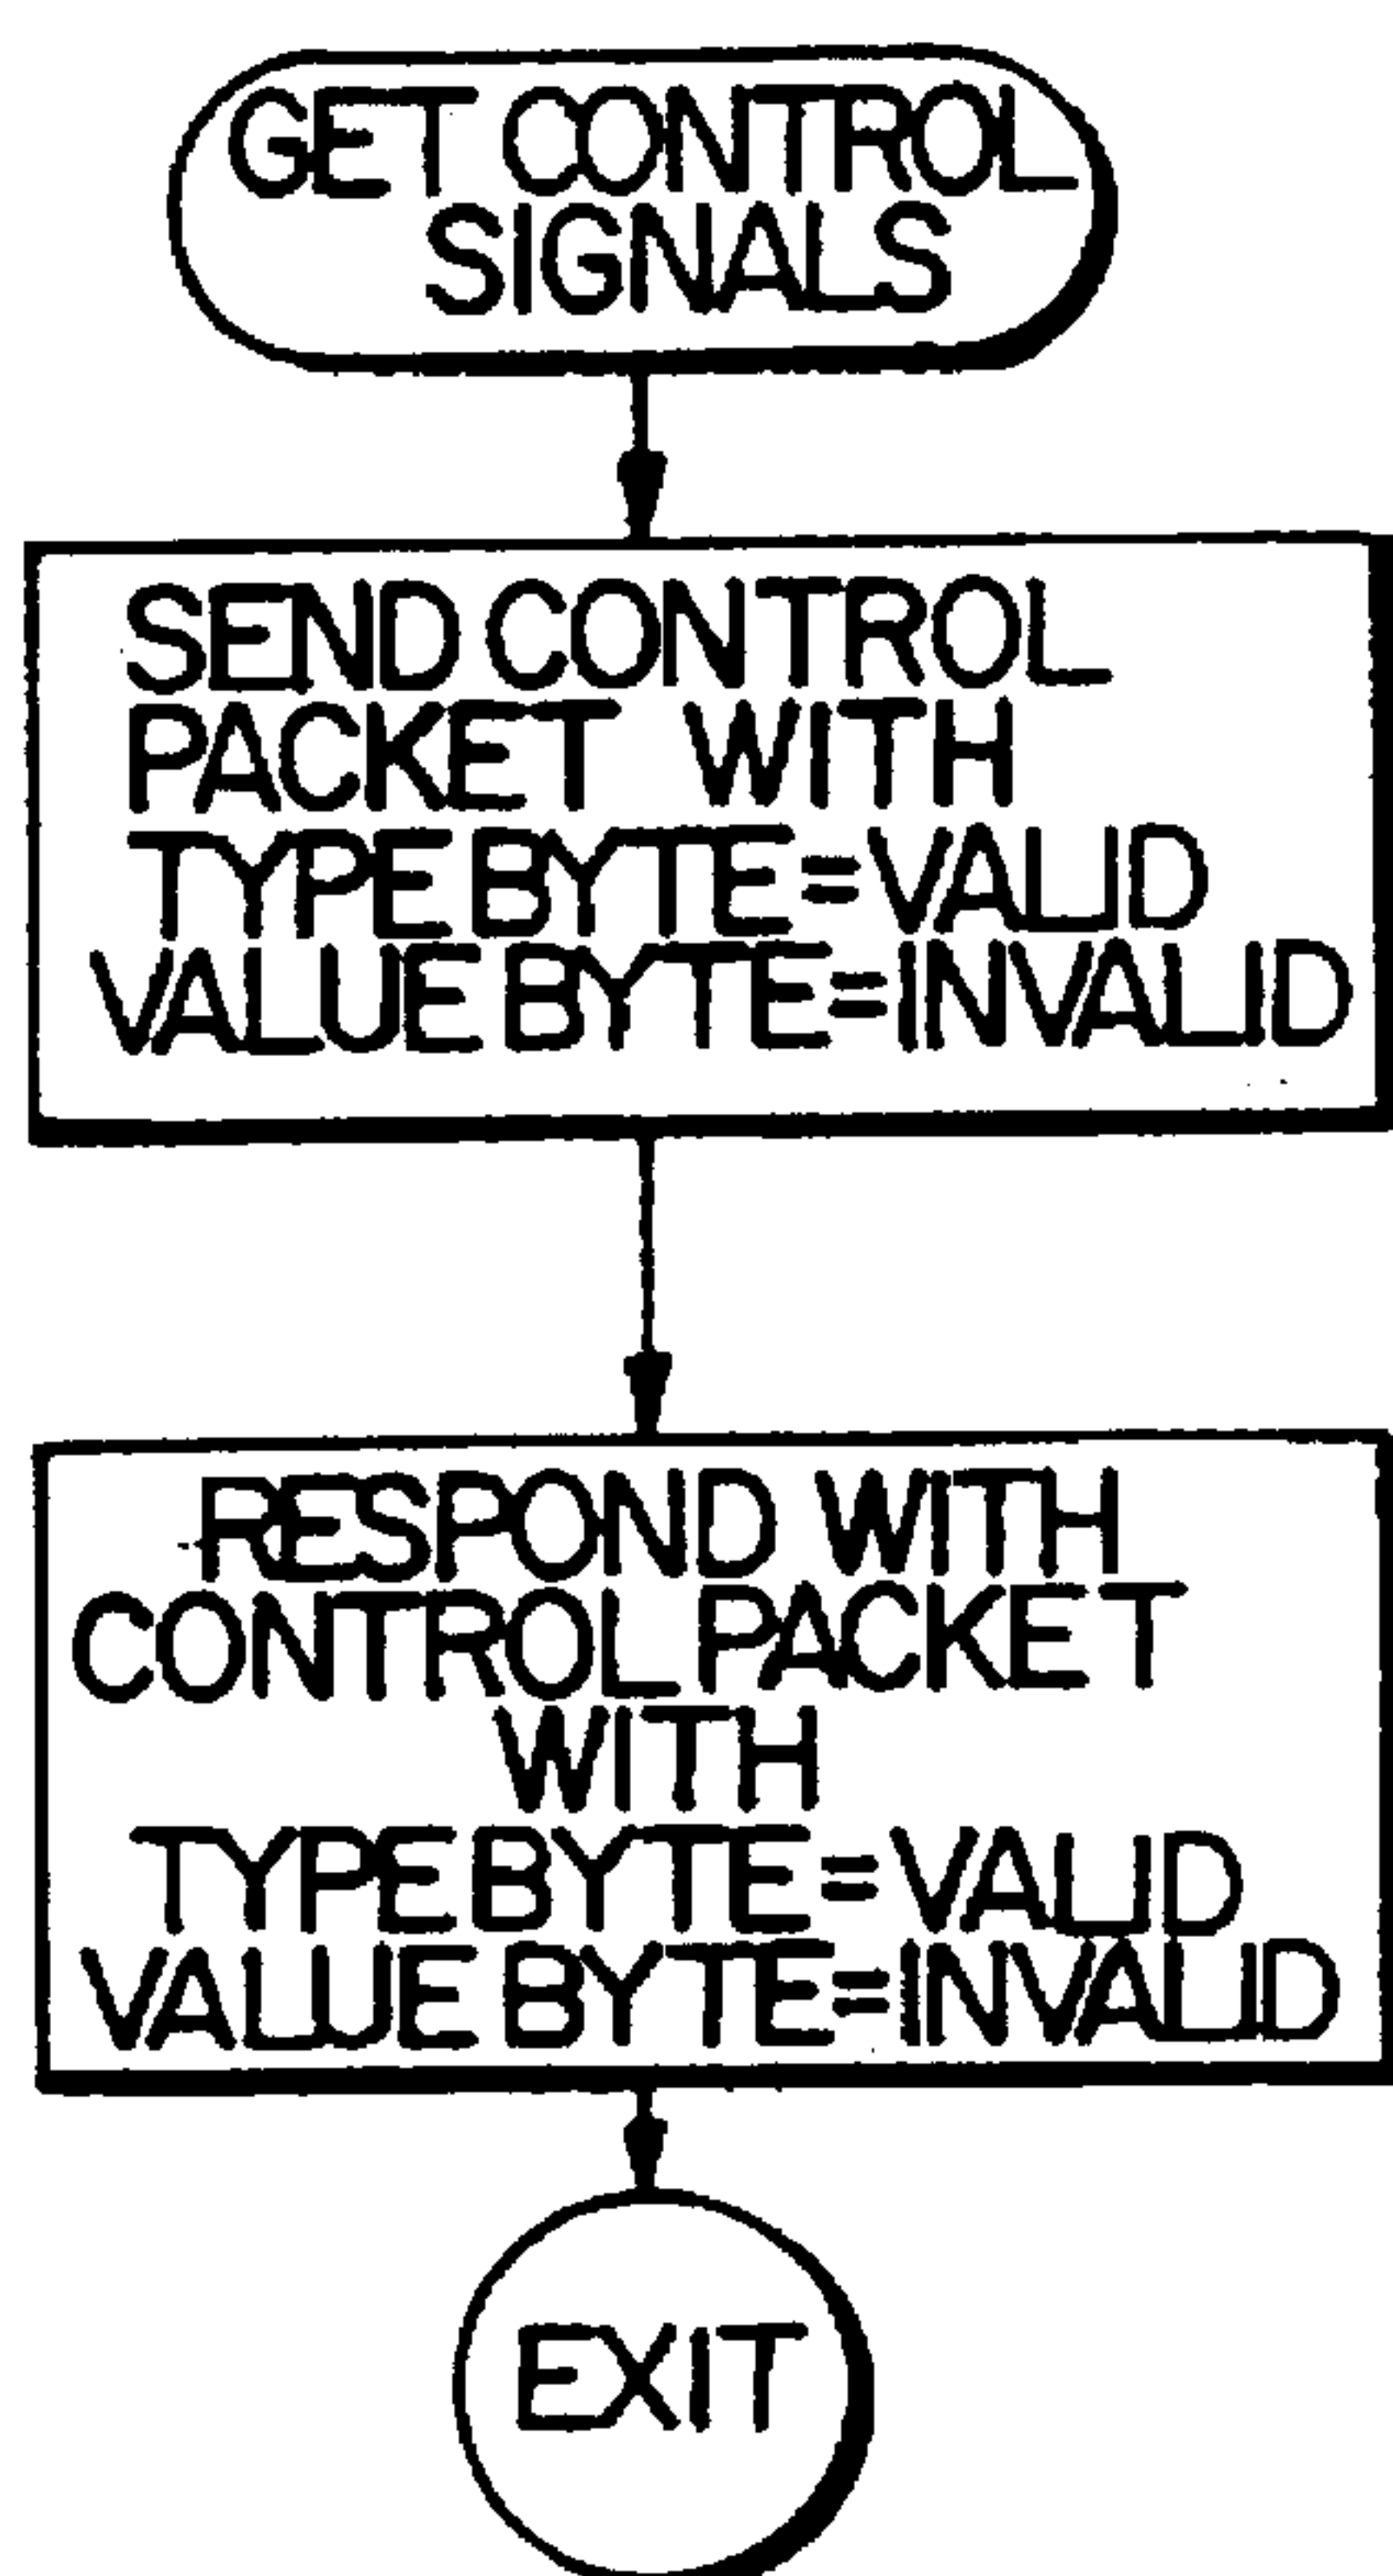 GET CONTROL
SIGNALS
SEND CONTROL
PACKET WITH
TYPE BYTE=VALID
VALUE BYTE=INVALID
RESPOND WITH
CONTROL PACKET
WITH
TYPE BYTE=VALID
VALUE BYTE=INVALID
EXIT